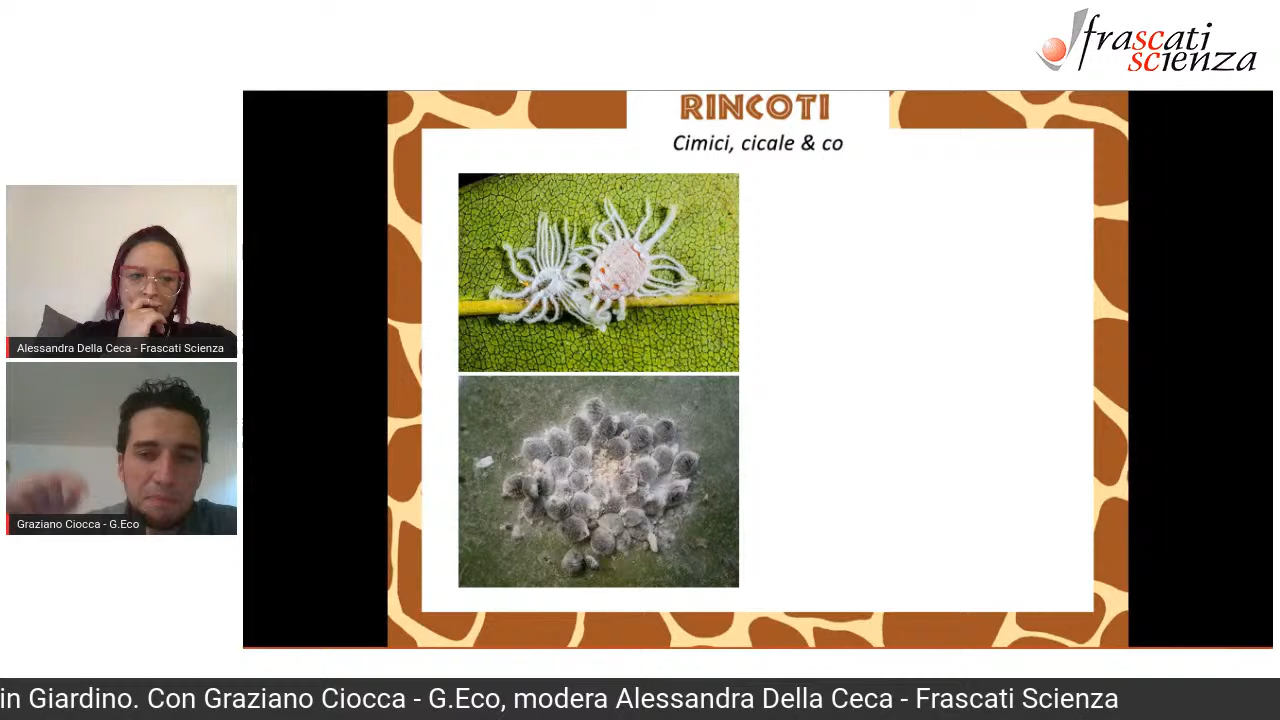 frascati
scienza
RINCOTI
Cimici, cicale & co
Alessandra Della Ceca - Frascati Scienza
Graziano Ciocca - G.Eco
in Giardino. Con Graziano Ciocca - G.Eco, modera Alessandra Della Ceca - Frascati Scienza